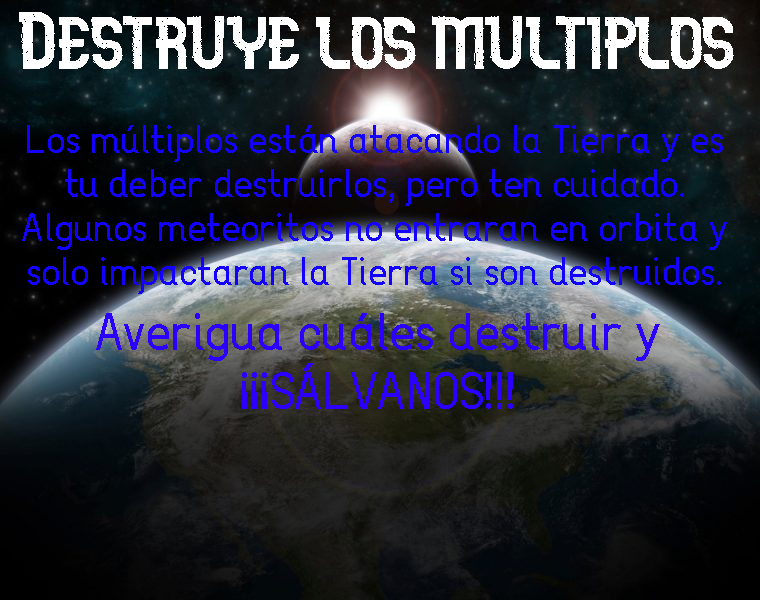 DESTRUYE LOS MULTIPLOS
Los múltiplos están atacando la Tierra y es
tu deber destruirlos, pero ten cuidado.
Algunos meteoritos no entraran en orbita y
solo impactaran la Tierra si son destruidos.
Averigua cuáles destruir y
¡¡¡SÁLVANOS!!!